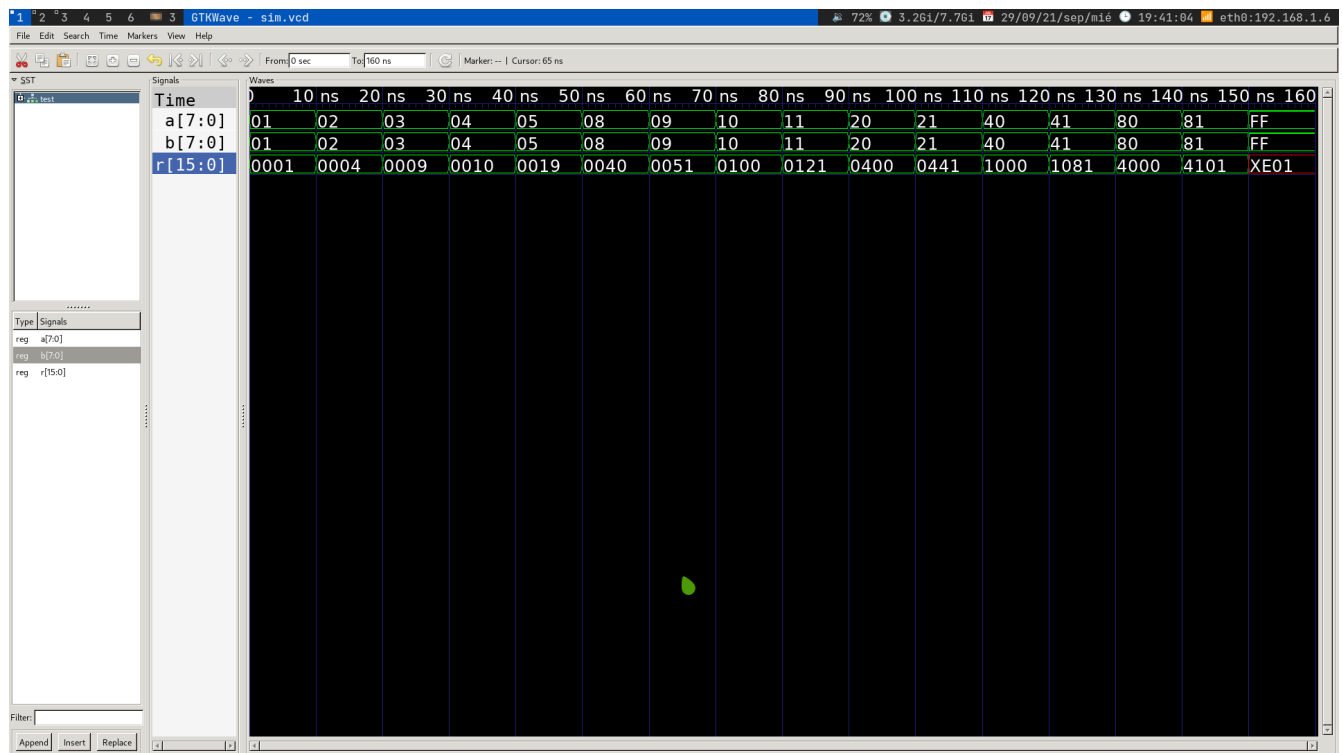 1 2 3 4 5 6 3 GTKWave - sim.vcd 72% 3.2Gi/7.7Gi 29/09/21/sep/mié 19:41:04 eth0:192.168.1.6
File Edit Search Time Markers View Help
From: 0 sec To: 160 ns Marker: -- | Cursor: 65 ns
SST
test
Type Signals
reg a[7:0]
reg b[7:0]
reg r[15:0]
Filter:
Append Insert Replace
Signals
Time
a[7:0]
b[7:0]
r[15:0]
Waves
0 10 ns 20 ns 30 ns 40 ns 50 ns 60 ns 70 ns 80 ns 90 ns 100 ns 110 ns 120 ns 130 ns 140 ns 150 ns 160
01 02 03 04 05 08 09 10 11 20 21 40 41 80 81 FF
01 02 03 04 05 08 09 10 11 20 21 40 41 80 81 FF
0001 0004 0009 0010 0019 0040 0051 0100 0121 0400 0441 1000 1081 4000 4101 XE01